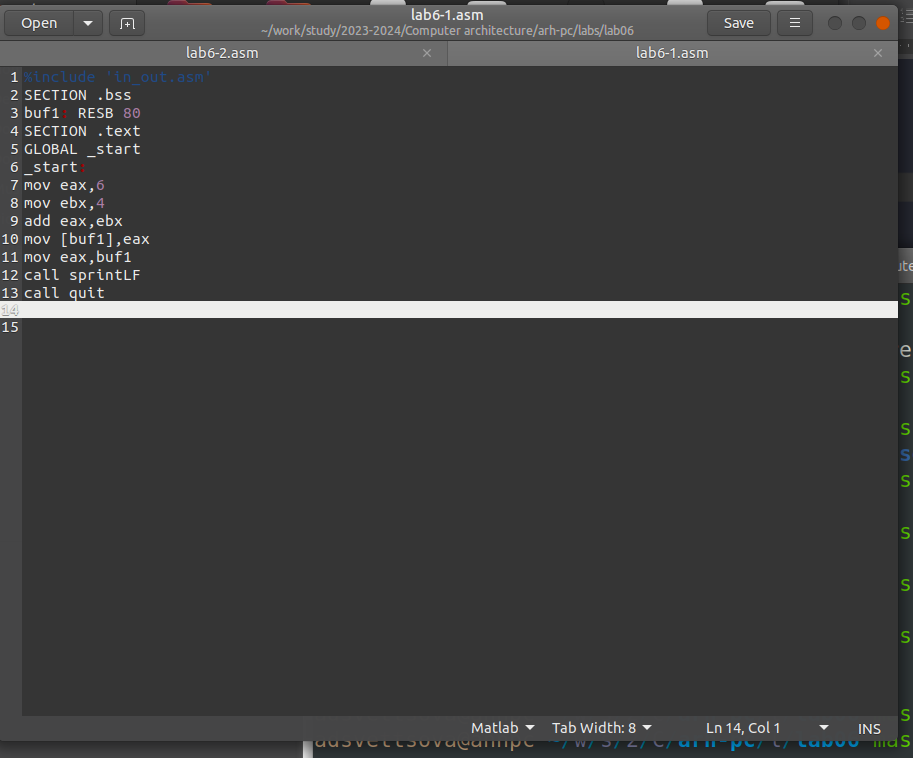 Open
lab6-1.asm
~/work/study/2023-2024/Computer architecture/arh-pc/labs/lab06
Save
lab6-2.asm ×
lab6-1.asm ×
1 %include 'in_out.asm'
2 SECTION .bss
3 buf1: RESB 80
4 SECTION .text
5 GLOBAL _start
6 _start:
7 mov eax,6
8 mov ebx,4
9 add eax,ebx
10 mov [buf1],eax
11 mov eax,buf1
12 call sprintLF
13 call quit
14
15
Matlab Tab Width: 8 Ln 14, Col 1 INS